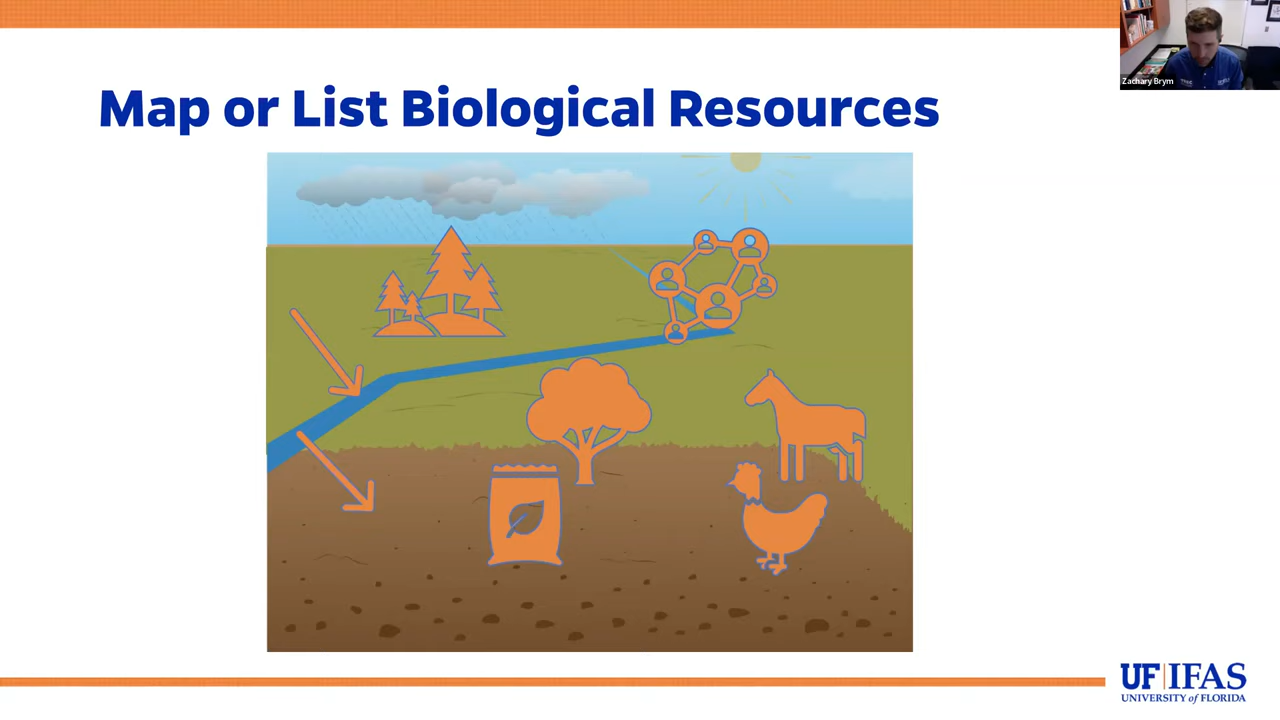 Map or List Biological Resources
Zachary Brym
UF|IFAS
UNIVERSITY of FLORIDA